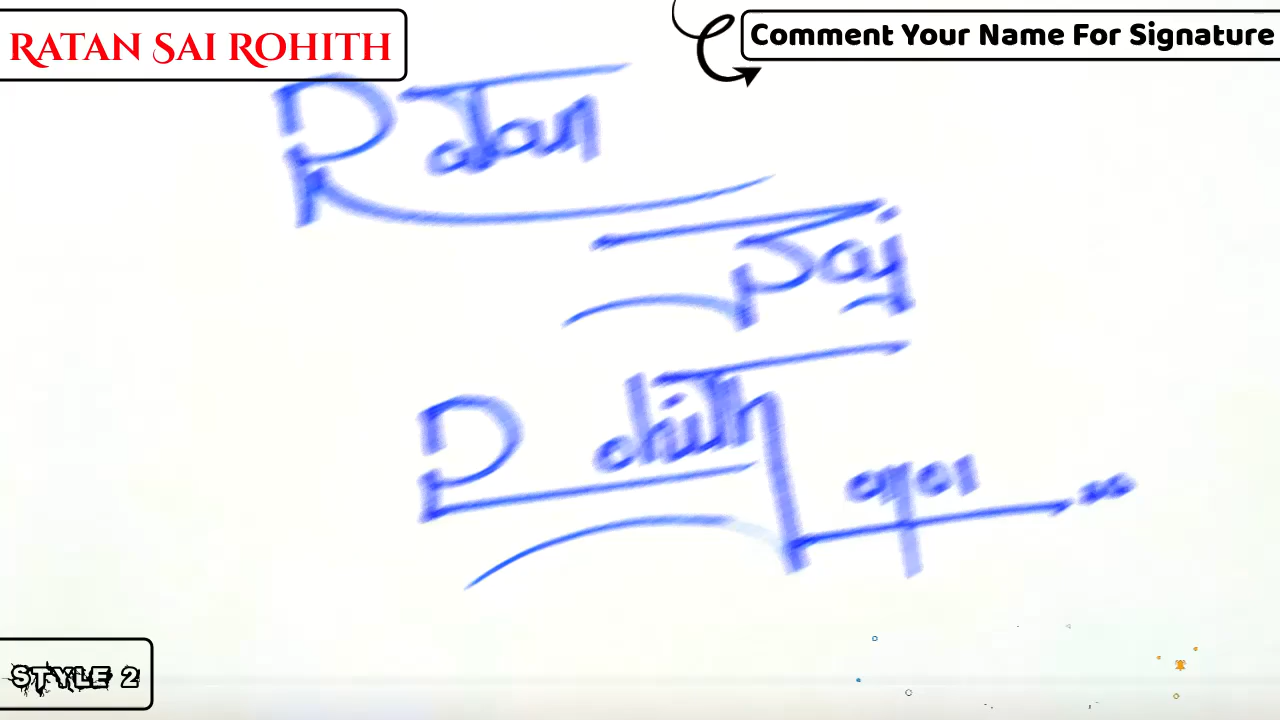 Ratan Sai Rohith
Comment Your Name For Signature
Ratan
Sai
Rohith
Style 2